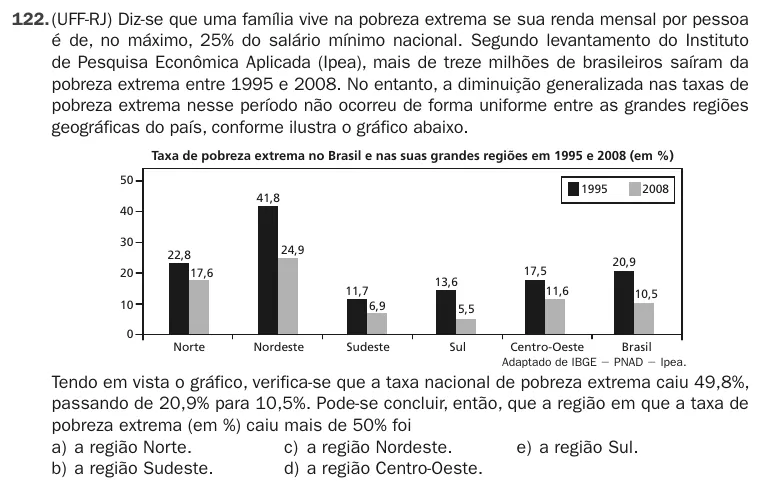 122. (UFF-RJ) Diz-se que uma família vive na pobreza extrema se sua renda mensal por pessoa
é de, no máximo, 25% do salário mínimo nacional. Segundo levantamento do Instituto
de Pesquisa Econômica Aplicada (Ipea), mais de treze milhões de brasileiros saíram da
pobreza extrema entre 1995 e 2008. No entanto, a diminuição generalizada nas taxas de
pobreza extrema nesse período não ocorreu de forma uniforme entre as grandes regiões
geográficas do país, conforme ilustra o gráfico abaixo.
Taxa de pobreza extrema no Brasil e nas suas grandes regiões em 1995 e 2008 (em %)
1995 2008
50
40
30
20
10
0
22,8 17,6
41,8 24,9
11,7 6,9
13,6 5,5
17,5 11,6
20,9 10,5
Norte Nordeste Sudeste Sul Centro-Oeste Brasil
Adaptado de IBGE – PNAD – Ipea.
Tendo em vista o gráfico, verifica-se que a taxa nacional de pobreza extrema caiu 49,8%,
passando de 20,9% para 10,5%. Pode-se concluir, então, que a região em que a taxa de
pobreza extrema (em %) caiu mais de 50% foi
a) a região Norte. c) a região Nordeste. e) a região Sul.
b) a região Sudeste. d) a região Centro-Oeste.